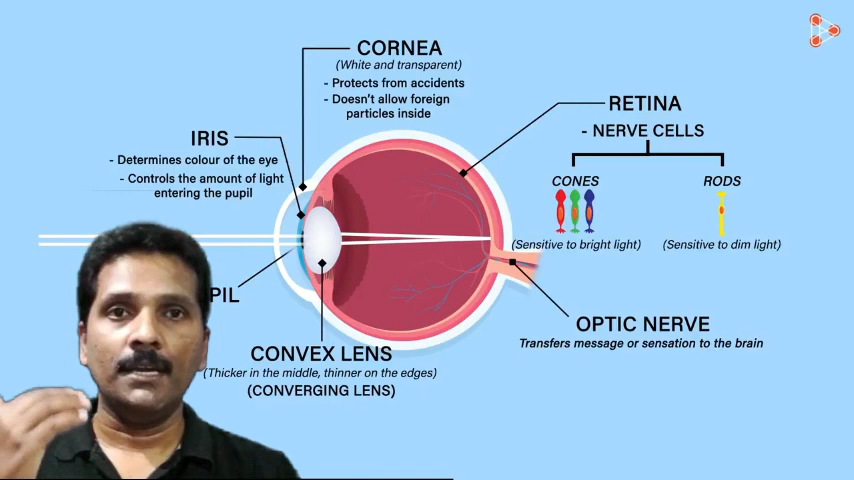 CORNEA
(White and transparent)
- Protects from accidents
- Doesn't allow foreign
particles inside
IRIS
- Determines colour of the eye
- Controls the amount of light
entering the pupil
RETINA
- NERVE CELLS
CONES
(Sensitive to bright light)
RODS
(Sensitive to dim light)
PIL
OPTIC NERVE
Transfers message or sensation to the brain
CONVEX LENS
(Thicker in the middle, thinner on the edges)
(CONVERGING LENS)